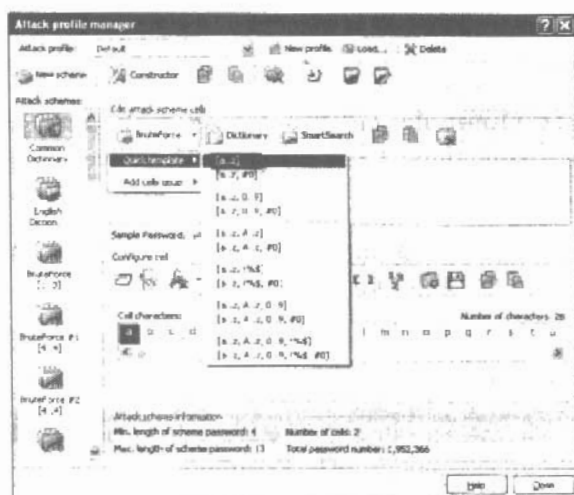 Attack profile manager
Attack profile: Default New profile Load... Delete
New scheme Constructor
Attack schemes: Edit attack scheme cells
BruteForce Dictionary SmartSearch
Common Dictionary
Quick template [a..z]
[a..z, #0]
Add cells group [a..z, 0..9]
[a..z, 0..9, #0]
English
[a..z, A..z]
Sample Password:
[a..z, A..z, #0]
Configure cell
[a..z, !%$]
[a..z, !%$, #0]
BruteForce
Cell characters: Number of characters: 26
[a..z, A..z, 0..9]
a b c d l m n o p q r s t u
[a..z, A..z, 0..9, #0]
BruteForce #1
[4..4]
[a..z, A..z, 0..9, !%$]
[a..z, A..z, 0..9, !%$, #0]
BruteForce #2
[4..4]
Attack scheme information
Min. length of scheme password: 4 Number of cells: 2
Max. length of scheme password: 13 Total password number: 1,952,366
Help Close